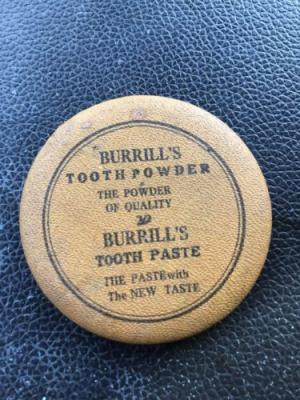 BURRILL'S
TOOTH POWDER
THE POWDER
OF QUALITY
BURRILL'S
TOOTH PASTE
THE PASTE with
The NEW TASTE